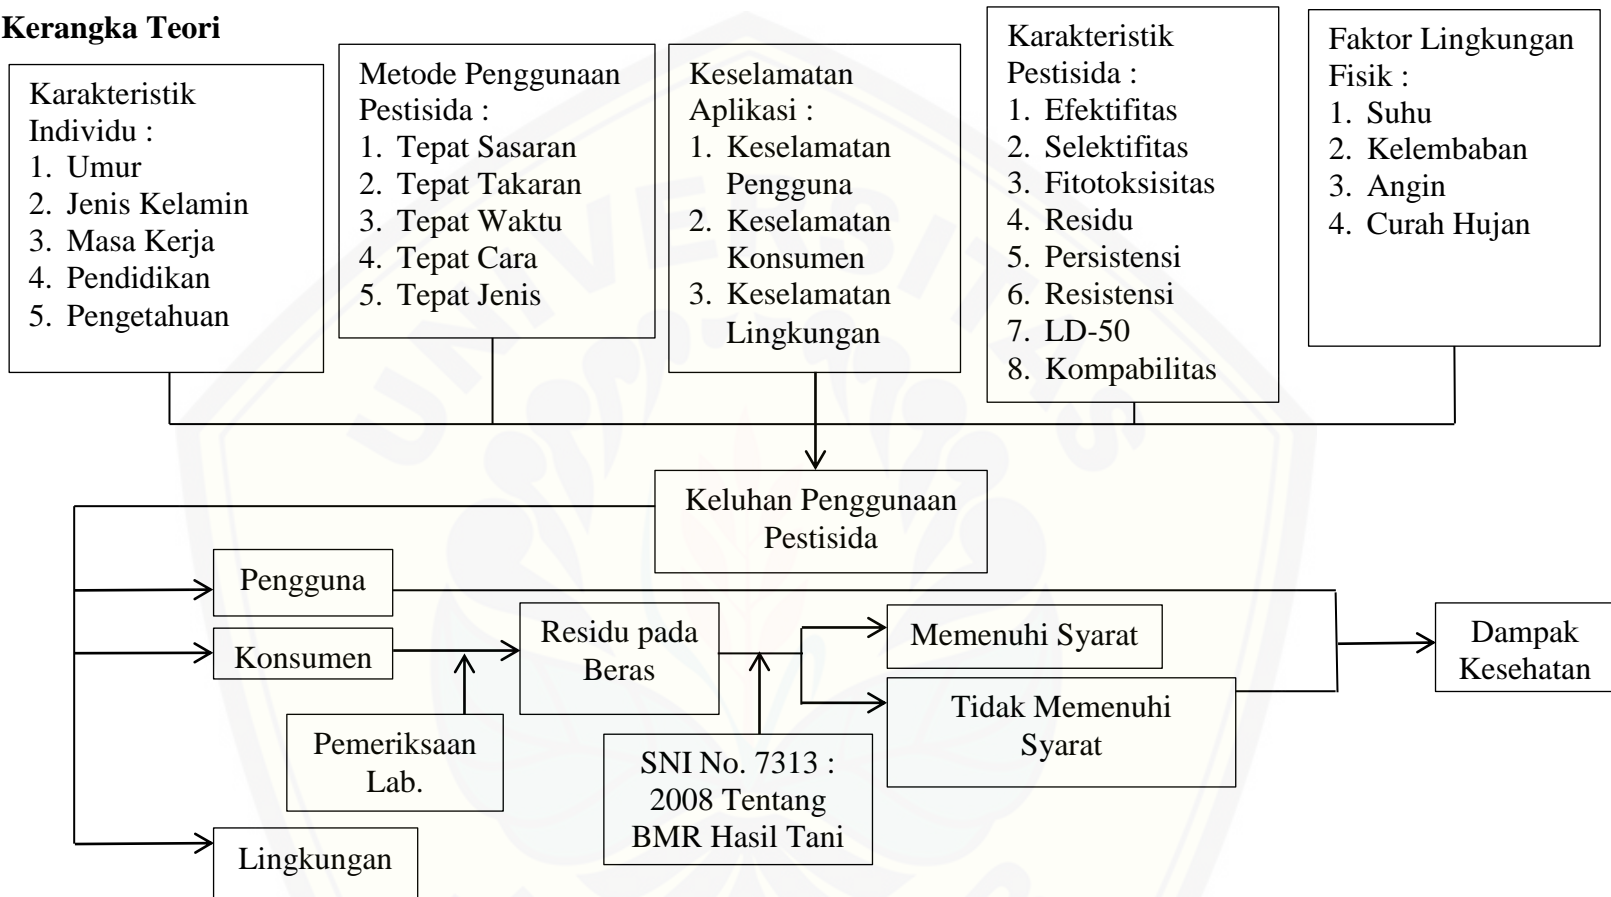 Kerangka Teori
Karakteristik
Individu :
1. Umur
2. Jenis Kelamin
3. Masa Kerja
4. Pendidikan
5. Pengetahuan
Metode Penggunaan
Pestisida :
1. Tepat Sasaran
2. Tepat Takaran
3. Tepat Waktu
4. Tepat Cara
5. Tepat Jenis
Keselamatan
Aplikasi :
1. Keselamatan
Pengguna
2. Keselamatan
Konsumen
3. Keselamatan
Lingkungan
Karakteristik
Pestisida :
1. Efektifitas
2. Selektifitas
3. Fitotoksisitas
4. Residu
5. Persistensi
6. Resistensi
7. LD-50
8. Kompabilitas
Faktor Lingkungan
Fisik :
1. Suhu
2. Kelembaban
3. Angin
4. Curah Hujan
Keluhan Penggunaan
Pestisida
Pengguna
Konsumen
Residu pada
Beras
Memenuhi Syarat
Tidak Memenuhi
Syarat
Dampak
Kesehatan
Pemeriksaan
Lab.
SNI No. 7313 :
2008 Tentang
BMR Hasil Tani
Lingkungan
UNIVERSITAS